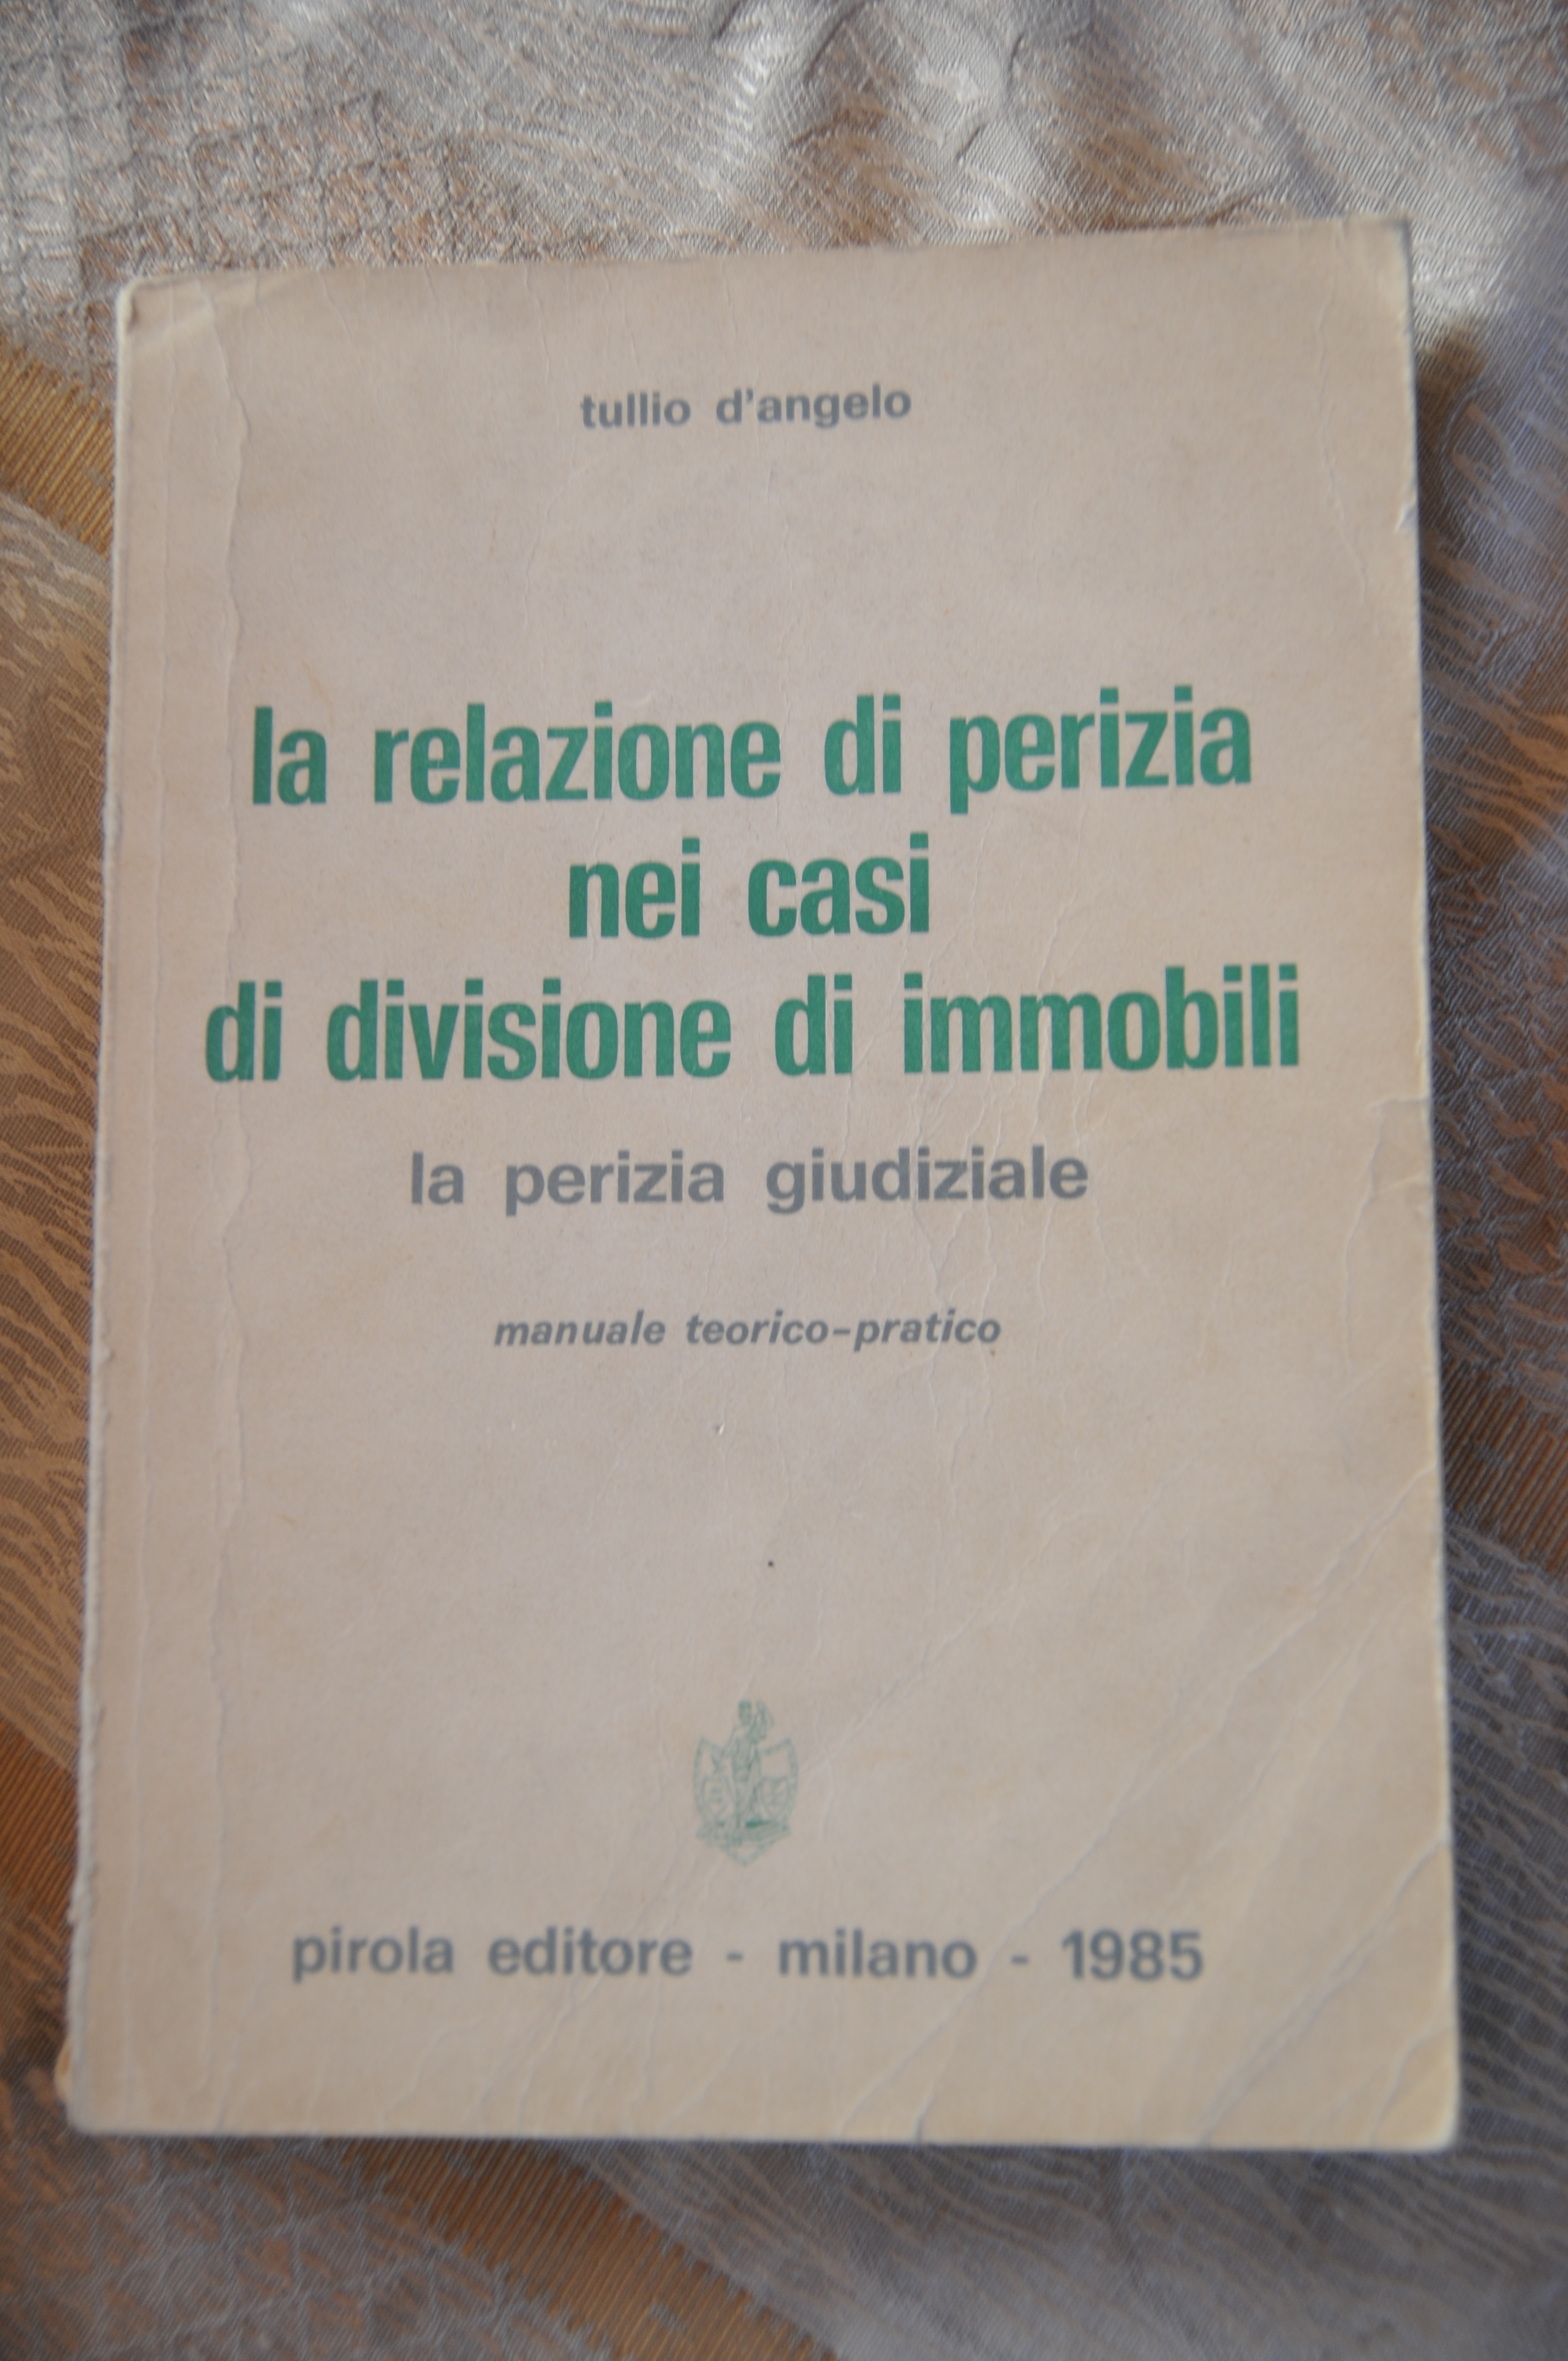 tullio d'angelo
la relazione di perizia
nei casi
di divisione di immobili
la perizia giudiziale
manuale teorico-pratico
pirola editore - milano - 1985